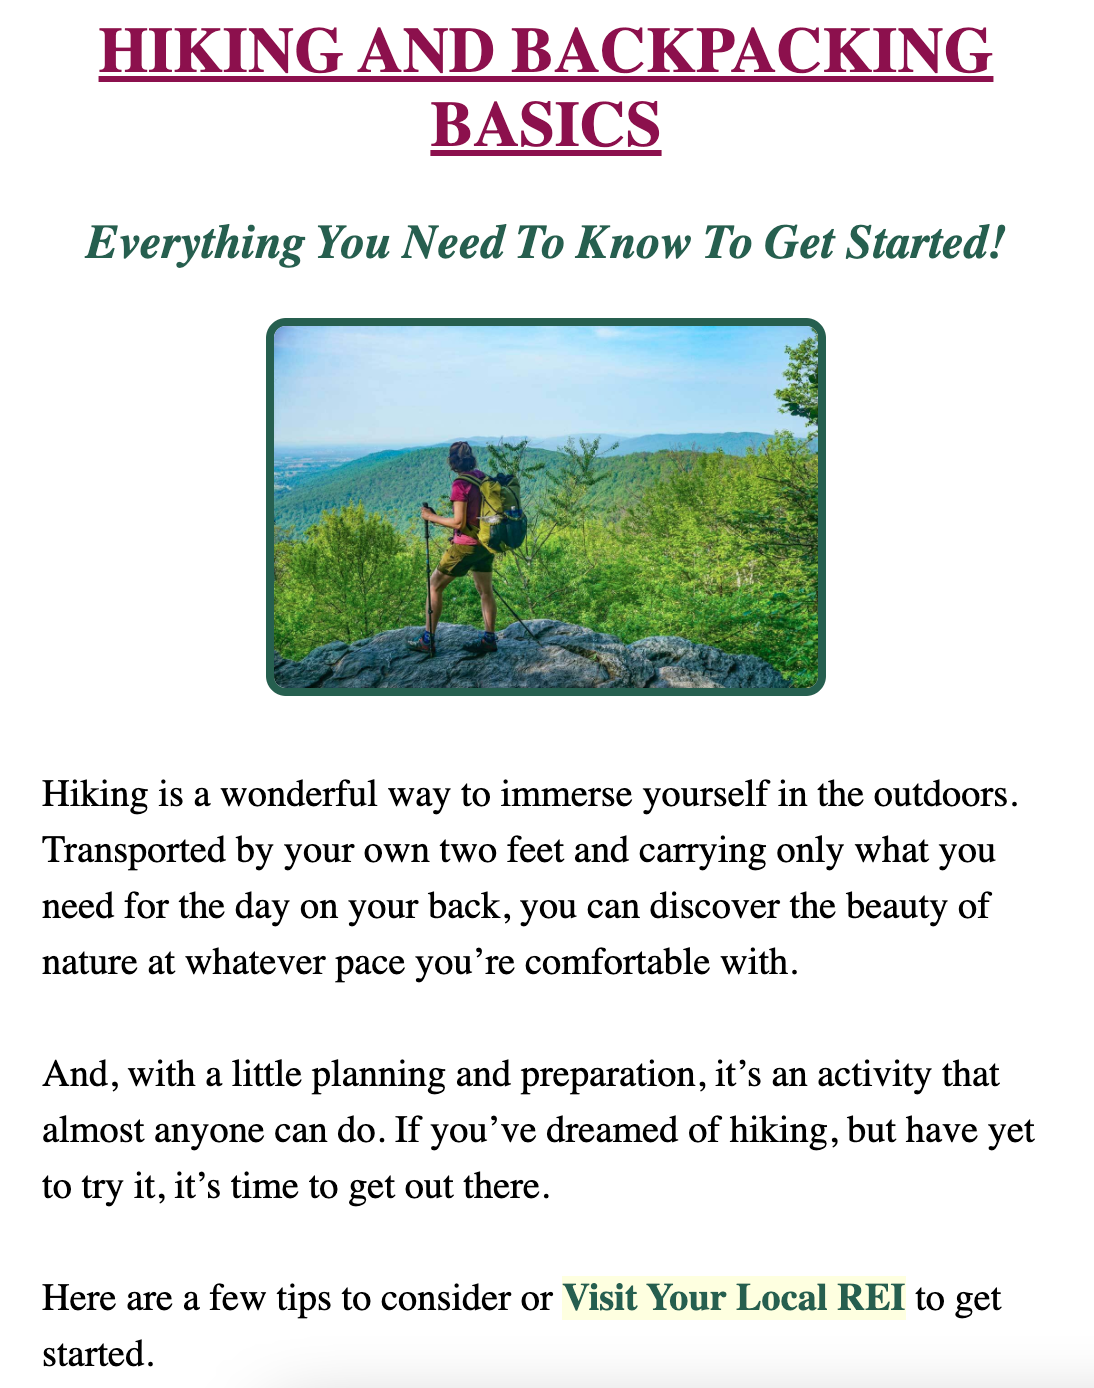 HIKING AND BACKPACKING
BASICS
Everything You Need To Know To Get Started!
Hiking is a wonderful way to immerse yourself in the outdoors.
Transported by your own two feet and carrying only what you
need for the day on your back, you can discover the beauty of
nature at whatever pace you’re comfortable with.
And, with a little planning and preparation, it’s an activity that
almost anyone can do. If you’ve dreamed of hiking, but have yet
to try it, it’s time to get out there.
Here are a few tips to consider or Visit Your Local REI to get
started.